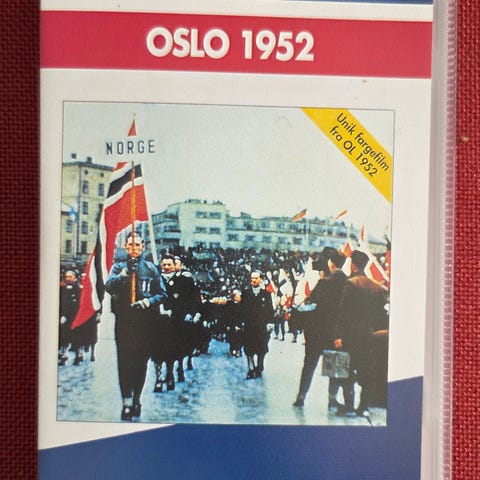 OSLO 1952
Unik fargefilm
fra OL 1952
NORGE